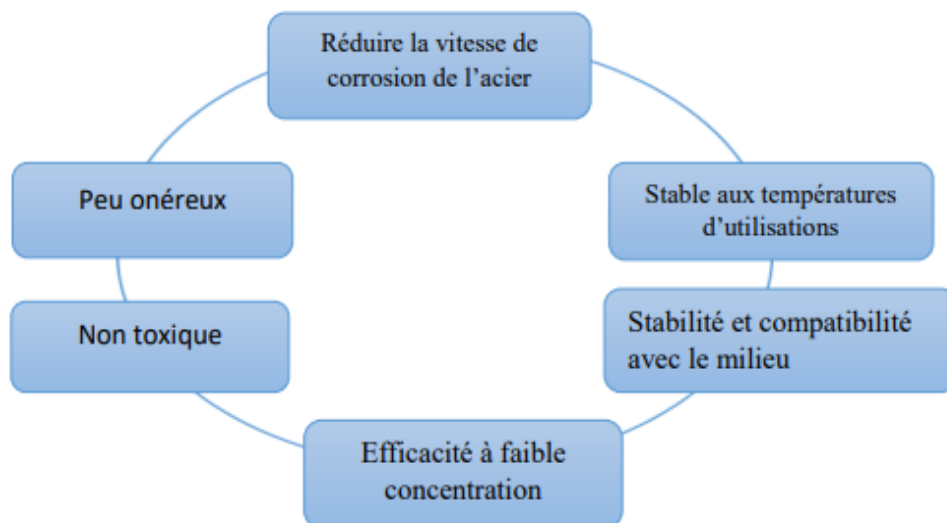 Réduire la vitesse de
corrosion de l’acier
Peu onéreux
Stable aux températures
d’utilisations
Non toxique
Stabilité et compatibilité
avec le milieu
Efficacité à faible
concentration